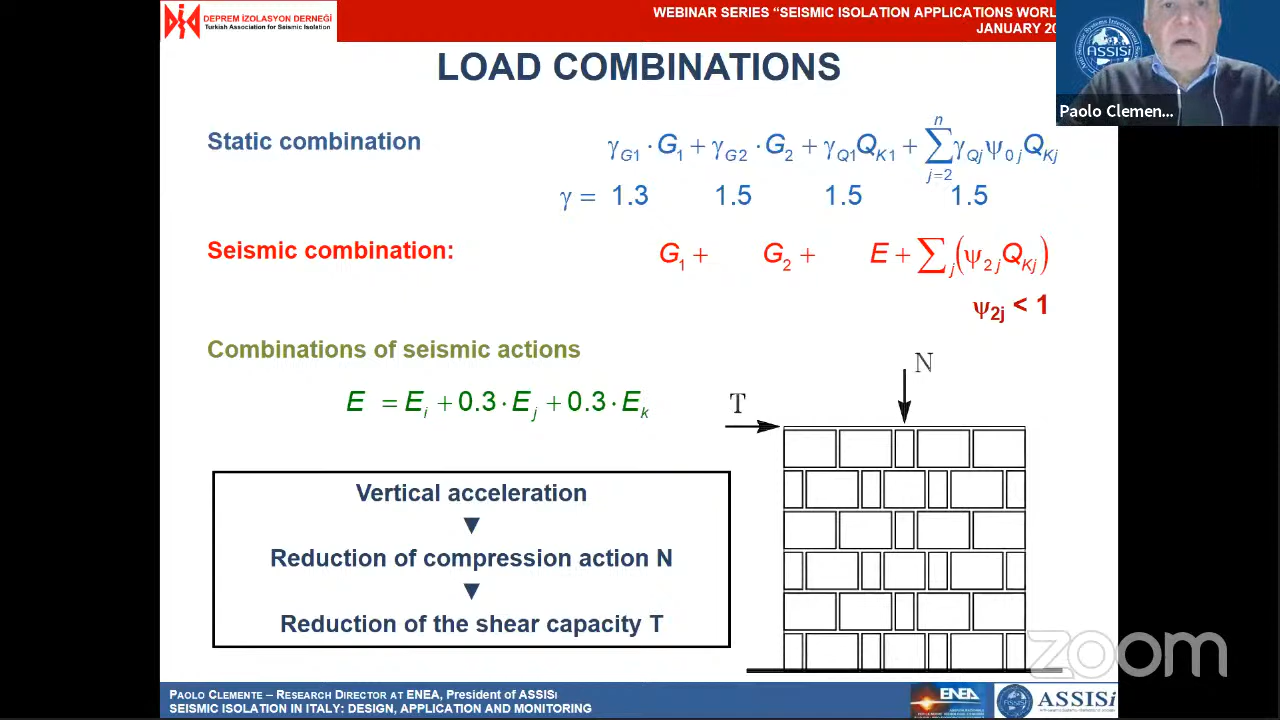 DEPREM İZOLASYON DERNEĞİ
Turkish Association for Seismic Isolation
WEBINAR SERIES “SEISMIC ISOLATION APPLICATIONS WORL
JANUARY 20
ASSISi
Paolo Clemen...
LOAD COMBINATIONS
Static combination
γG1 · G1 + γG2 · G2 + γQ1QK1 + ∑(j=2 to n) γQjψ0jQKj
γ = 1.3 1.5 1.5 1.5
Seismic combination:
G1 + G2 + E + ∑j(ψ2jQKj)
ψ2j < 1
Combinations of seismic actions
E = Ei + 0.3 · Ej + 0.3 · Ek
N
T
Vertical acceleration
▼
Reduction of compression action N
▼
Reduction of the shear capacity T
zoom
PAOLO CLEMENTE – RESEARCH DIRECTOR AT ENEA, President of ASSISi
SEISMIC ISOLATION IN ITALY: DESIGN, APPLICATION AND MONITORING
ENEA
ASSISi